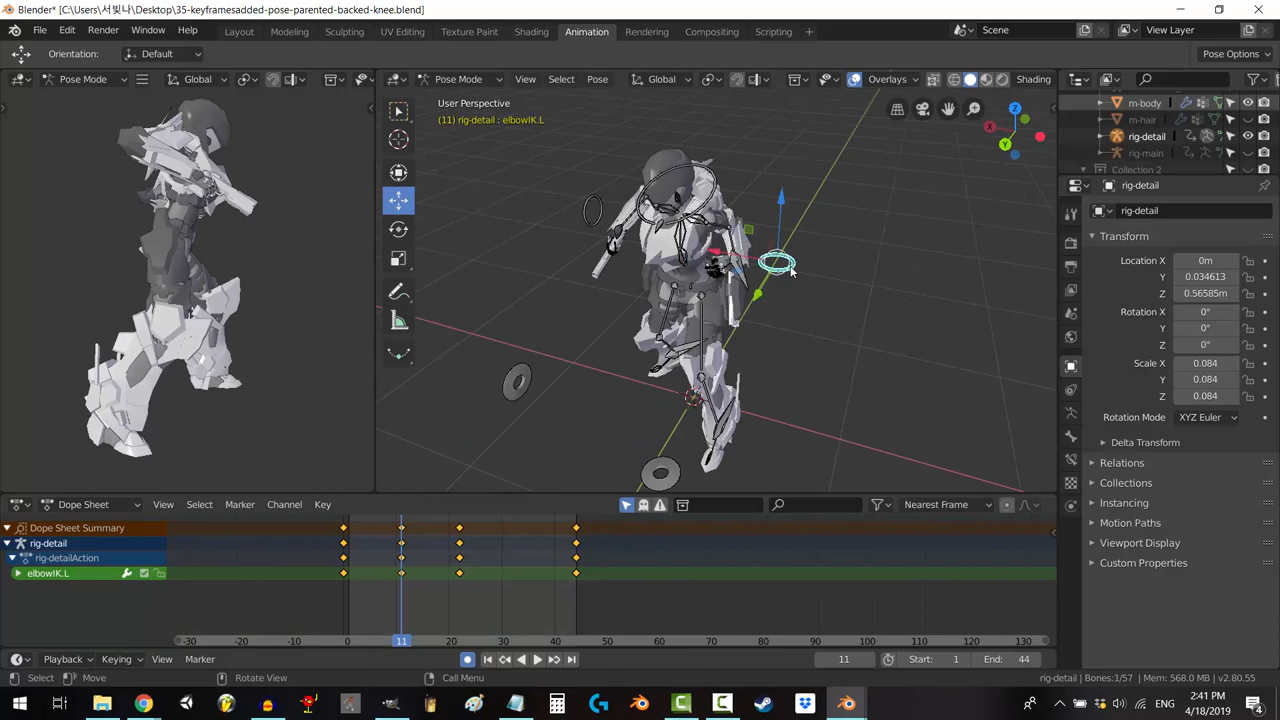 Blender* [C:\Users\서빛나\Desktop\35-keyframesadded-pose-parented-backed-knee.blend]
File Edit Render Window Help Layout Modeling Sculpting UV Editing Texture Paint Shading Animation Rendering Compositing Scripting + Scene View Layer
Orientation: Default Pose Options
Pose Mode Global Pose Mode View Select Pose Global Overlays Shading
User Perspective
(11) rig-detail : elbowIK.L
Z
X
Y
m-body
m-hair
rig-detail
rig-main
Collection 2
rig-detail
rig-detail
Transform
Location X 0m
Y 0.034613
Z 0.56585m
Rotation X 0°
Y 0°
Z 0°
Scale X 0.084
Y 0.084
Z 0.084
Rotation Mode XYZ Euler
Delta Transform
Relations
Collections
Instancing
Motion Paths
Viewport Display
Custom Properties
Dope Sheet View Select Marker Channel Key Nearest Frame
Dope Sheet Summary
rig-detail
rig-detailAction
elbowIK.L
-30 -20 -10 0 11 20 30 40 50 60 70 80 90 100 110 120 130
Playback Keying View Marker 11 Start: 1 End: 44
Select Move Rotate View Call Menu rig-detail | Bones:1/57 | Mem: 568.0 MB | v2.80.55
ENG 2:41 PM 4/18/2019 4